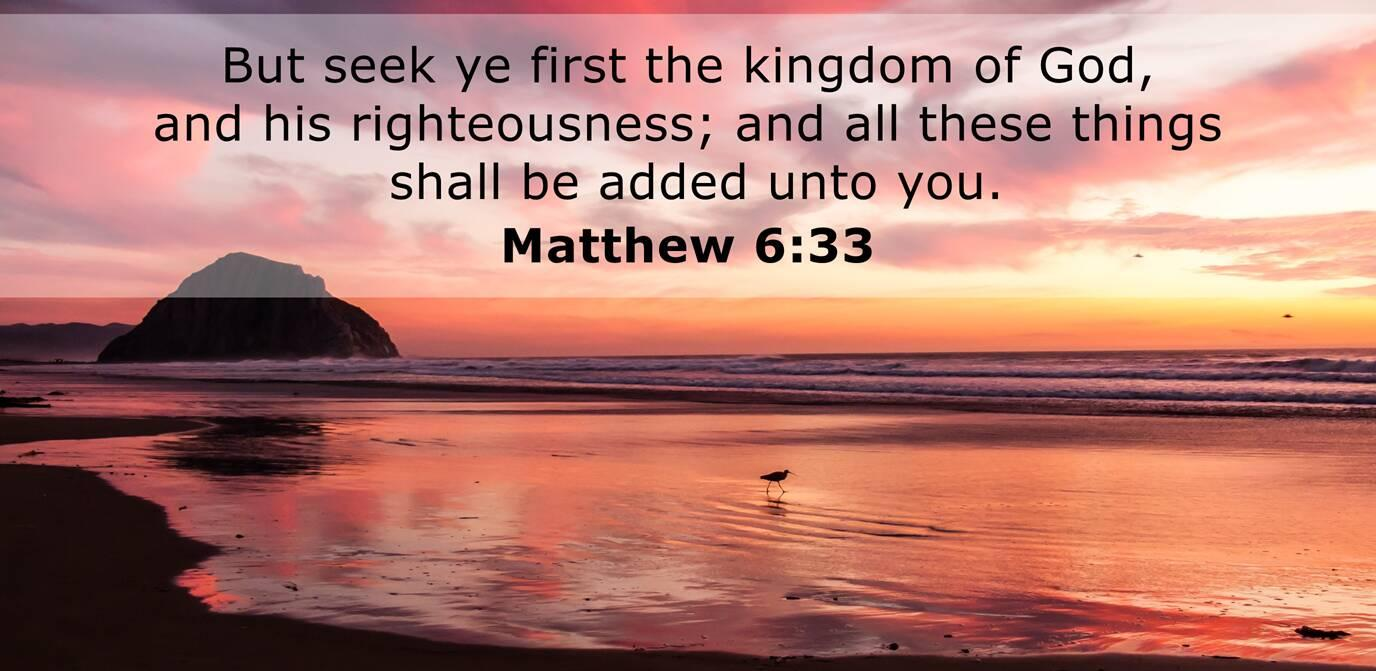 But seek ye first the kingdom of God,
and his righteousness; and all these things
shall be added unto you.
Matthew 6:33